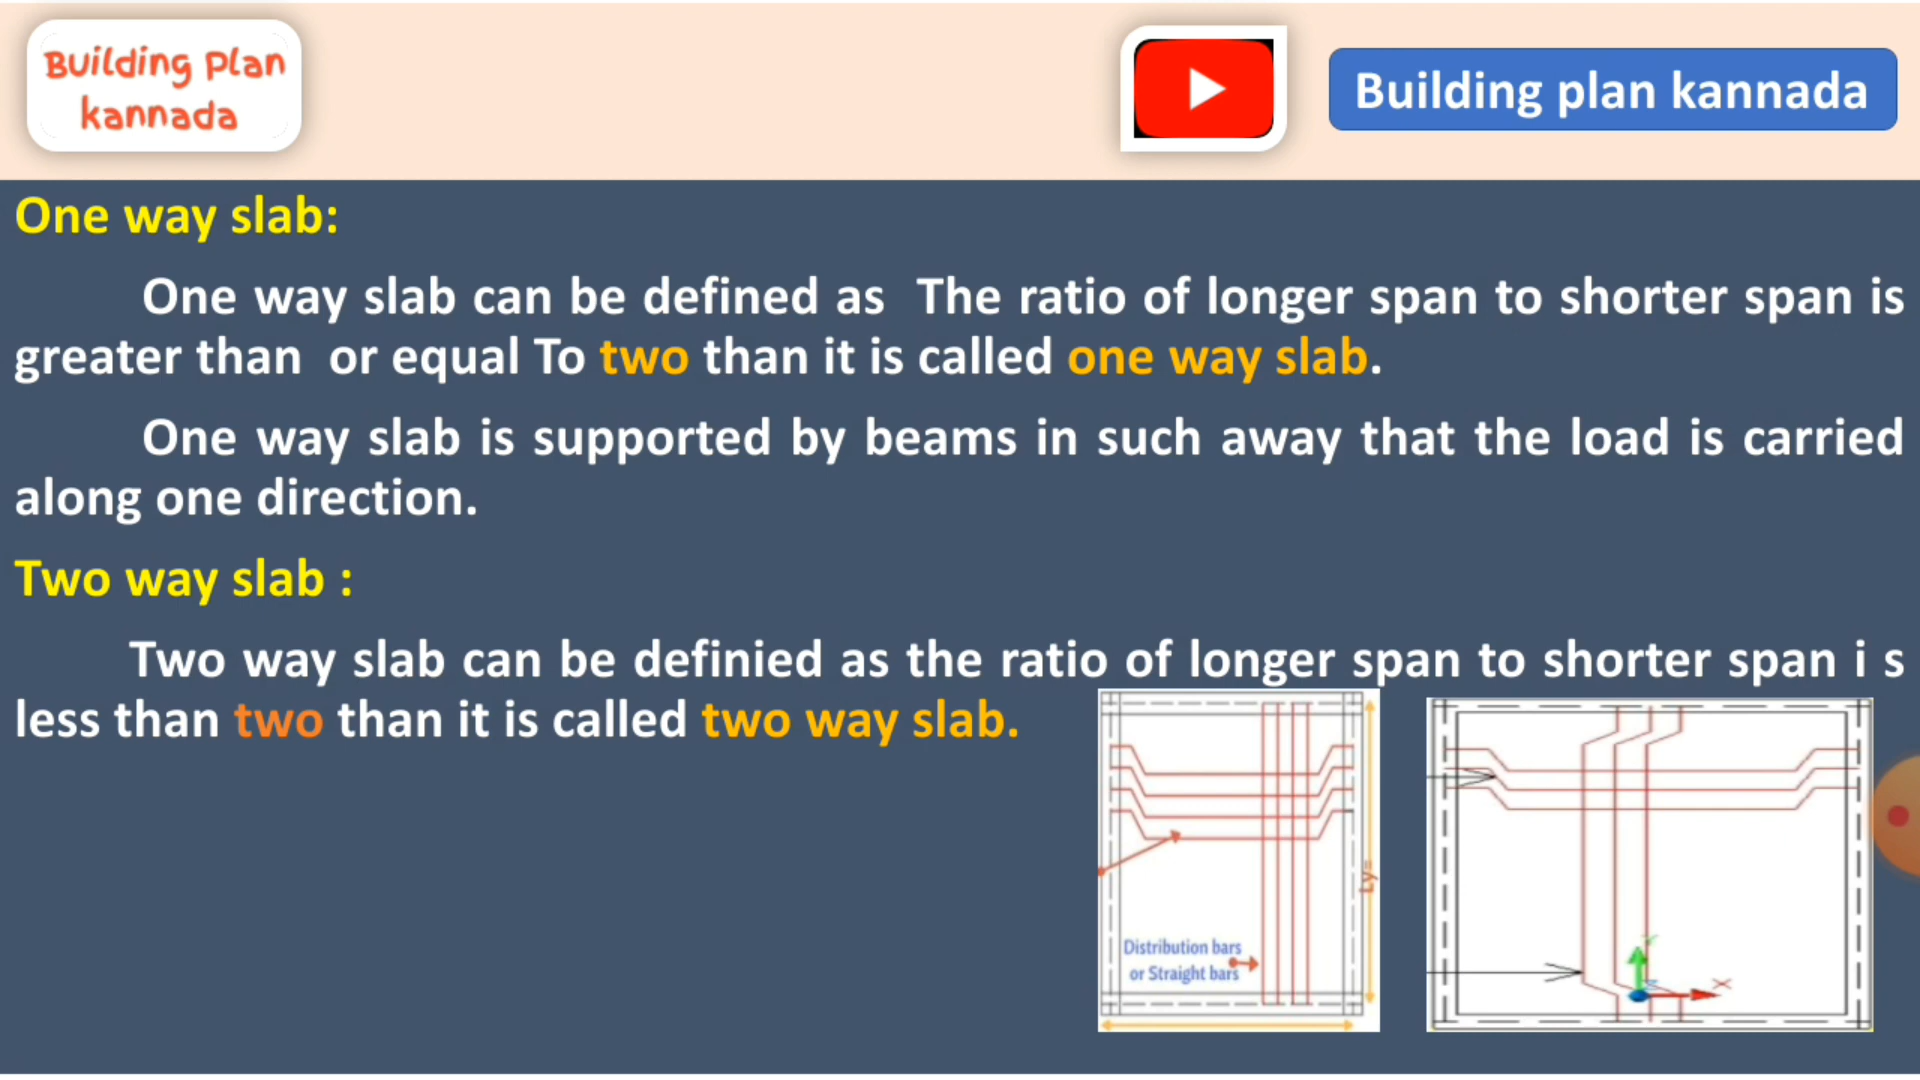 Building Plan
kannada
Building plan kannada
One way slab:
One way slab can be defined as The ratio of longer span to shorter span is
greater than or equal To two than it is called one way slab.
One way slab is supported by beams in such away that the load is carried
along one direction.
Two way slab :
Two way slab can be definied as the ratio of longer span to shorter span i s
less than two than it is called two way slab.
Ly=
Distribution bars
or Straight bars
Y
X